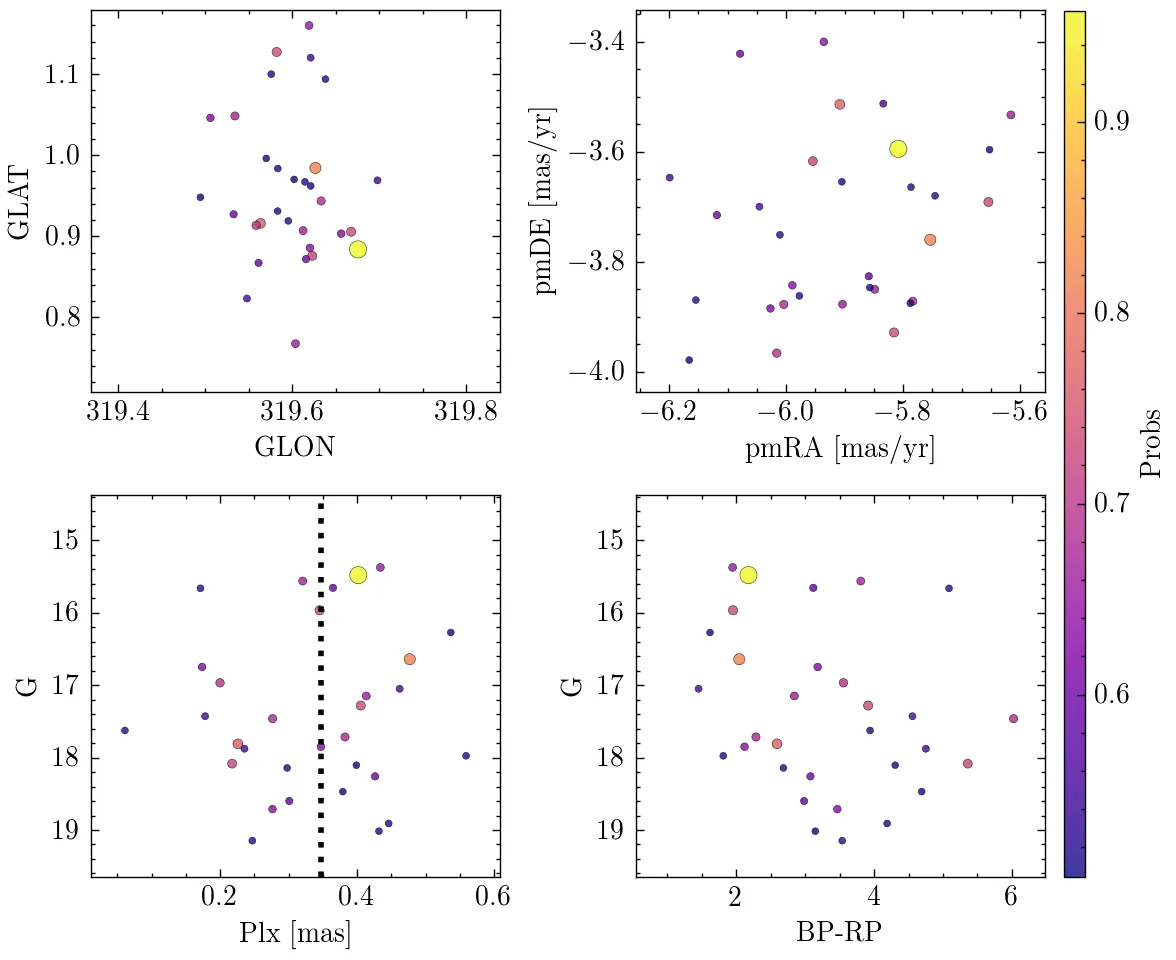 1.1
1.0
0.9
0.8
GLAT
319.4 319.6 319.8
GLON
−3.4
−3.6
−3.8
−4.0
pmDE [mas/yr]
−6.2 −6.0 −5.8 −5.6
pmRA [mas/yr]
15
16
17
18
19
G
0.2 0.4 0.6
Plx [mas]
15
16
17
18
19
G
2 4 6
BP-RP
0.9
0.8
0.7
0.6
Probs